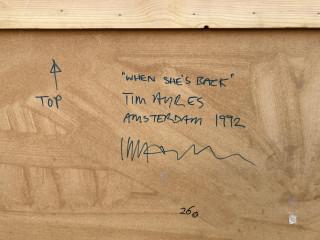 "WHEN SHE'S BACK"
TOP
TIM AYRES
AMSTERDAM 1992
260